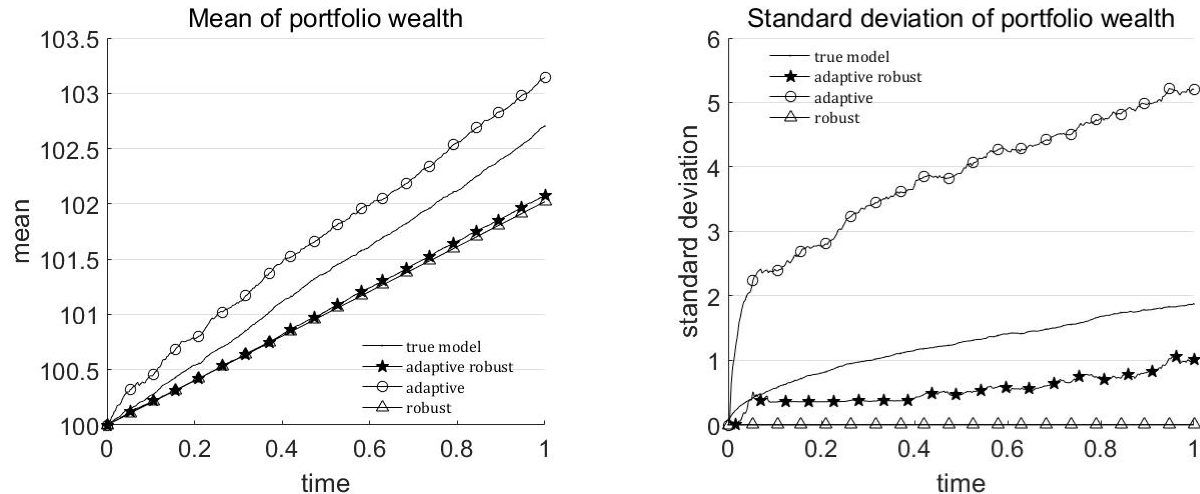 Mean of portfolio wealth
103.5
103
102.5
102
101.5
101
100.5
100
mean
0
0.2
0.4
0.6
0.8
1
time
true model
adaptive robust
adaptive
robust
Standard deviation of portfolio wealth
6
5
4
3
2
1
0
standard deviation
0
0.2
0.4
0.6
0.8
1
time
true model
adaptive robust
adaptive
robust